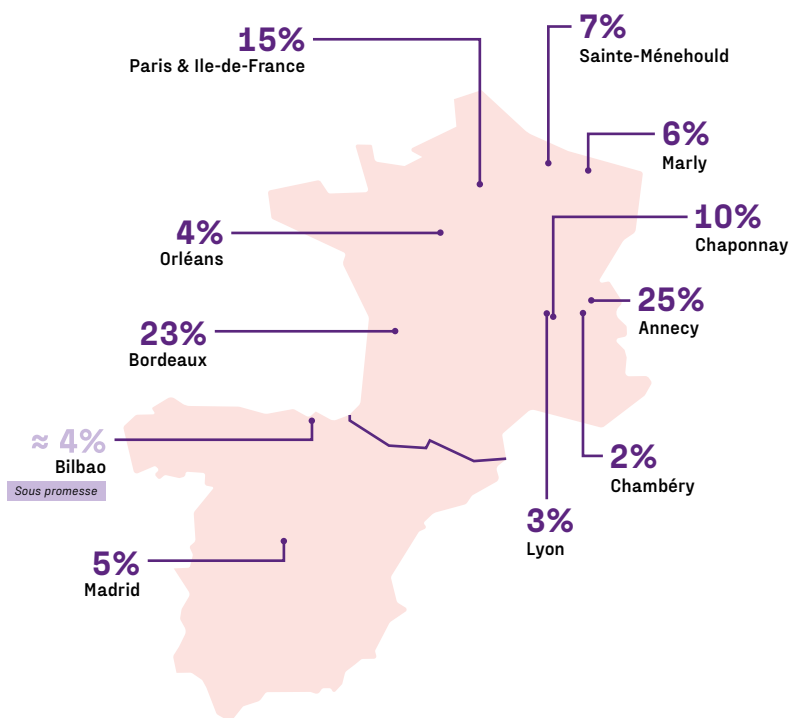 15%
Paris & Ile-de-France
7%
Sainte-Ménehould
6%
Marly
10%
Chaponnay
4%
Orléans
25%
Annecy
23%
Bordeaux
≈ 4%
Bilbao
Sous promesse
2%
Chambéry
3%
Lyon
5%
Madrid